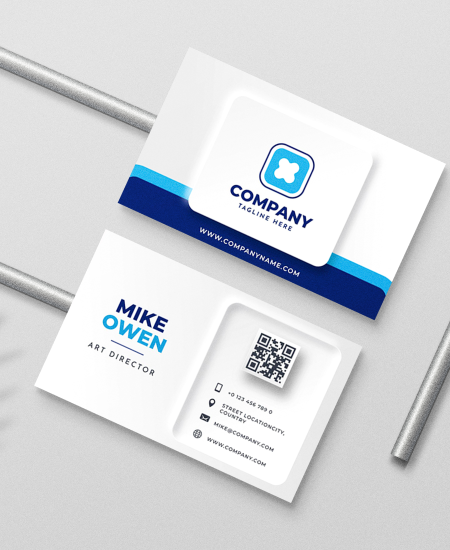 COMPANY
TAGLINE HERE
WWW.COMPANYNAME.COM
MIKE
OWEN
ART DIRECTOR
+0 123 456 789 0
STREET LOCATIONCITY,
COUNTRY
MIKE@COMPANY.COM
WWW.COMPANY.COM